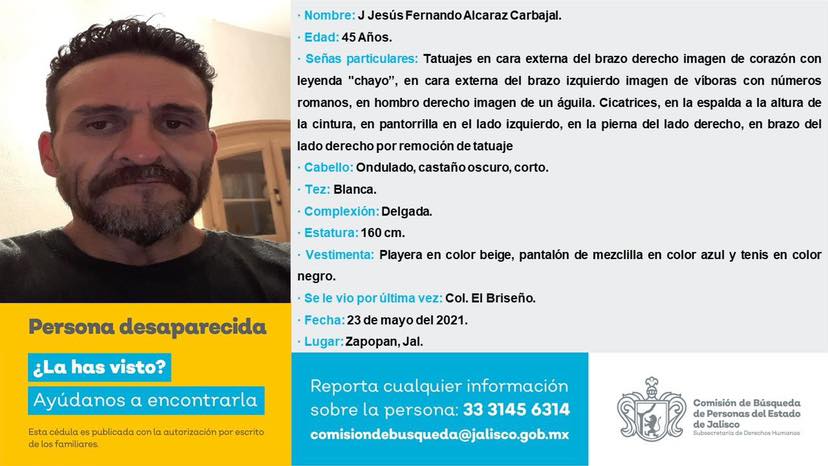 · Nombre: J Jesús Fernando Alcaraz Carbajal.
· Edad: 45 Años.
· Señas particulares: Tatuajes en cara externa del brazo derecho imagen de corazón con
leyenda "chayo”, en cara externa del brazo izquierdo imagen de víboras con números
romanos, en hombro derecho imagen de un águila. Cicatrices, en la espalda a la altura de
la cintura, en pantorrilla en el lado izquierdo, en la pierna del lado derecho, en brazo del
lado derecho por remoción de tatuaje
· Cabello: Ondulado, castaño oscuro, corto.
· Tez: Blanca.
· Complexión: Delgada.
· Estatura: 160 cm.
· Vestimenta: Playera en color beige, pantalón de mezclilla en color azul y tenis en color
negro.
· Se le vio por última vez: Col. El Briseño.
· Fecha: 23 de mayo del 2021.
· Lugar: Zapopan, Jal.
Persona desaparecida
¿La has visto?
Ayúdanos a encontrarla
Esta cédula es publicada con la autorización por escrito
de los familiares.
Reporta cualquier información
sobre la persona: 33 3145 6314
comisiondebusqueda@jalisco.gob.mx
Comisión de Búsqueda
de Personas del Estado
de Jalisco
Subsecretaría de Derechos Humanos